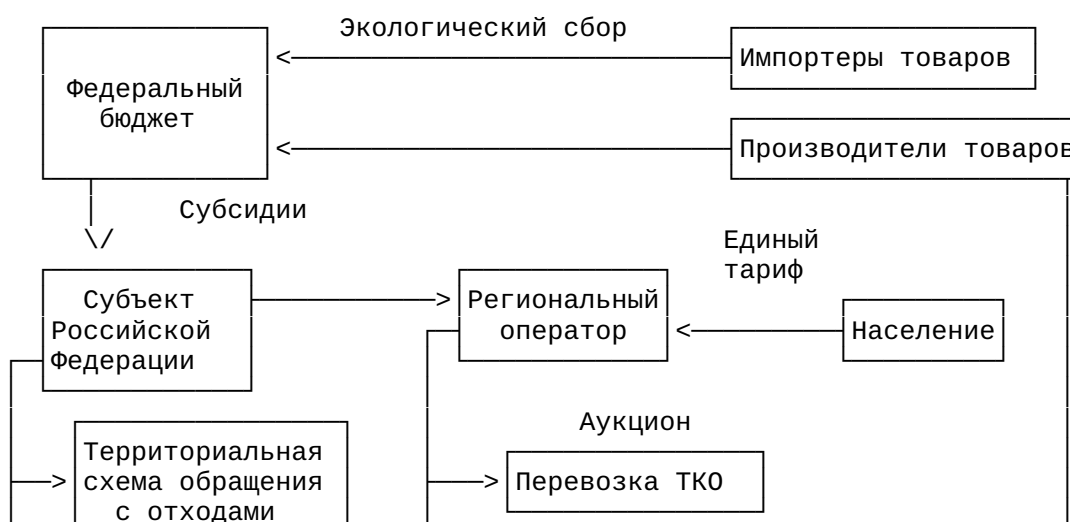 Экологический сбор
Импортеры товаров
Федеральный
бюджет
Производители товаров
Субсидии
Единый
тариф
Субъект
Российской
Федерации
Региональный
оператор
Население
Аукцион
Территориальная
схема обращения
с отходами
Перевозка ТКО